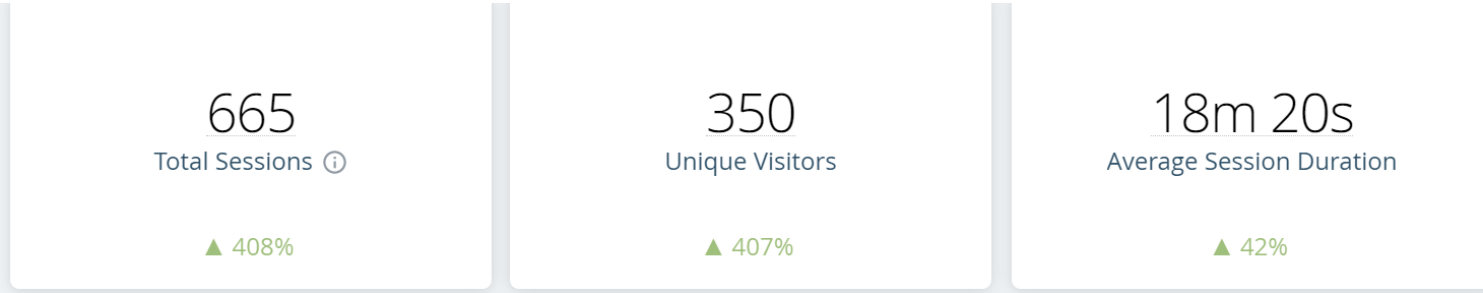 665
Total Sessions
▲ 408%
350
Unique Visitors
▲ 407%
18m 20s
Average Session Duration
▲ 42%